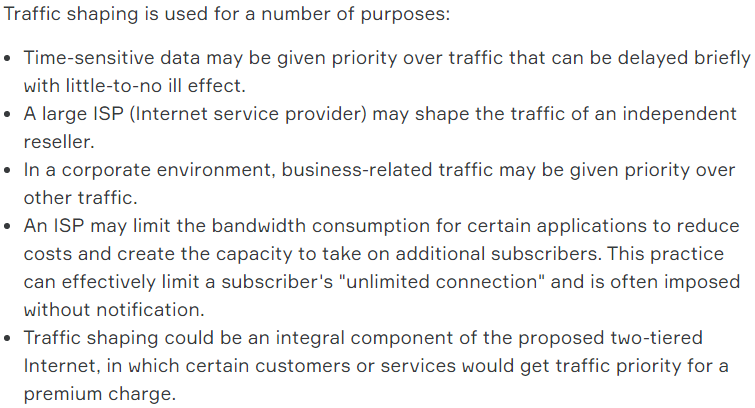 Traffic shaping is used for a number of purposes:
• Time-sensitive data may be given priority over traffic that can be delayed briefly
with little-to-no ill effect.
• A large ISP (Internet service provider) may shape the traffic of an independent
reseller.
• In a corporate environment, business-related traffic may be given priority over
other traffic.
• An ISP may limit the bandwidth consumption for certain applications to reduce
costs and create the capacity to take on additional subscribers. This practice
can effectively limit a subscriber's "unlimited connection" and is often imposed
without notification.
• Traffic shaping could be an integral component of the proposed two-tiered
Internet, in which certain customers or services would get traffic priority for a
premium charge.